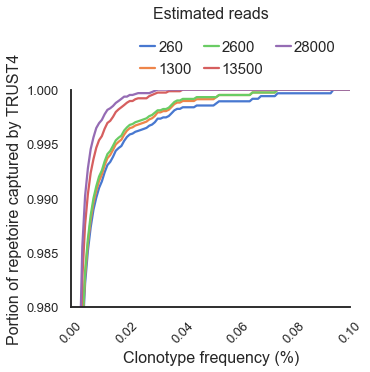 Estimated reads
260 2600 28000
1300 13500
Portion of repetoire captured by TRUST4
1.000
0.995
0.990
0.985
0.980
0.00 0.02 0.04 0.06 0.08 0.10
Clonotype frequency (%)